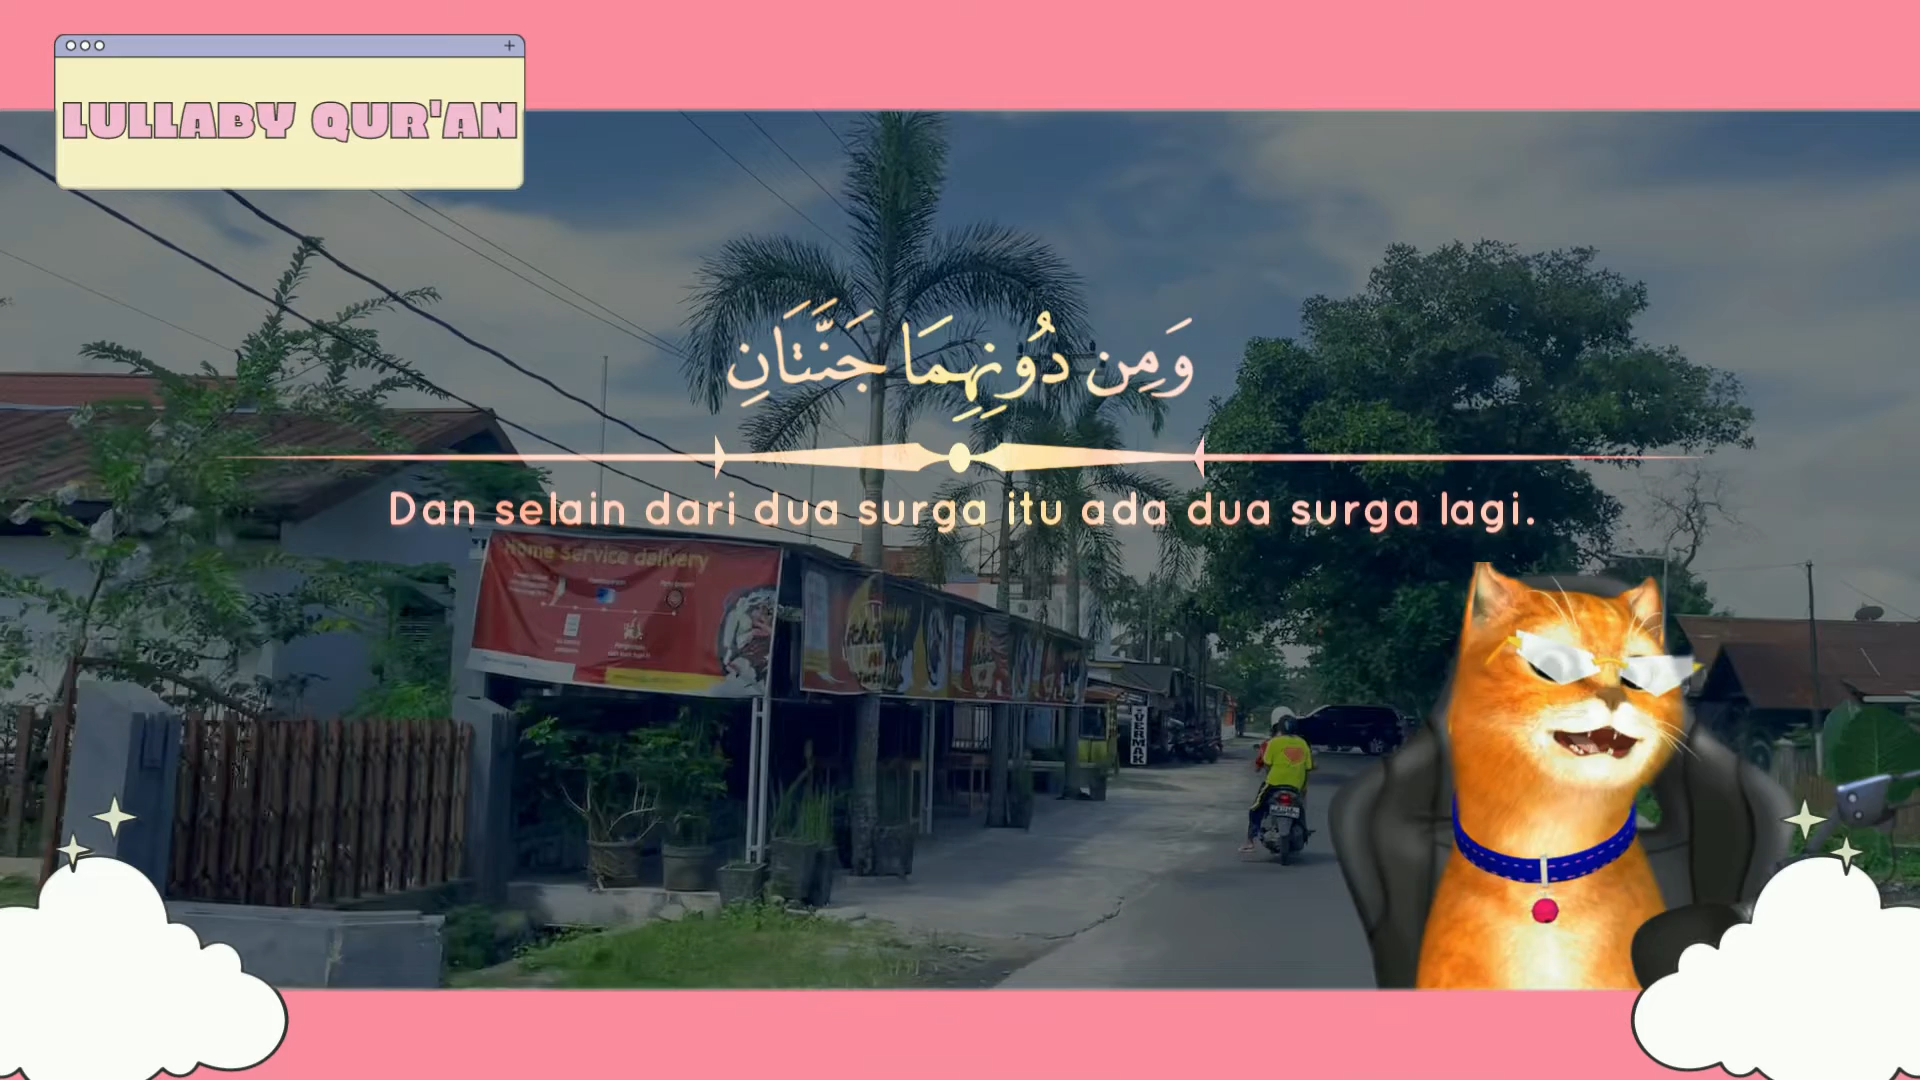 LULLABY QUR'AN
وَمِن دُونِهِمَا جَنَّتَانِ
Dan selain dari dua surga itu ada dua surga lagi.
Home service delivery
VERMAK